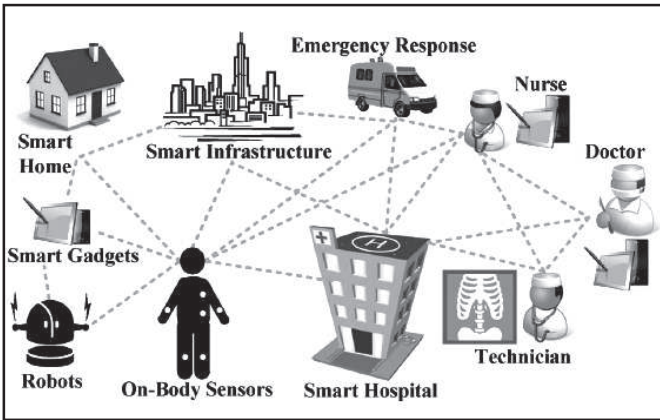 Emergency Response
Nurse
Smart
Home
Smart Infrastructure
Doctor
Smart Gadgets
H
Technician
Robots
On-Body Sensors
Smart Hospital